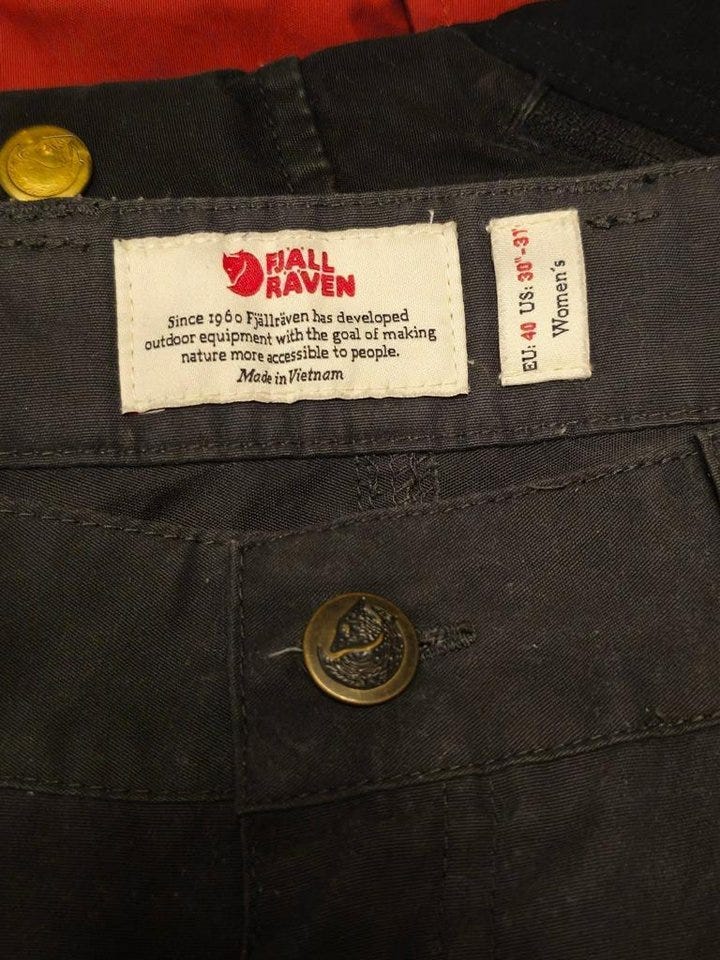 FJÄLL
RÄVEN
Since 1960 Fjällräven has developed
outdoor equipment with the goal of making
nature more accessible to people.
Made in Vietnam
EU: 40 US: 30"-31"
Women's